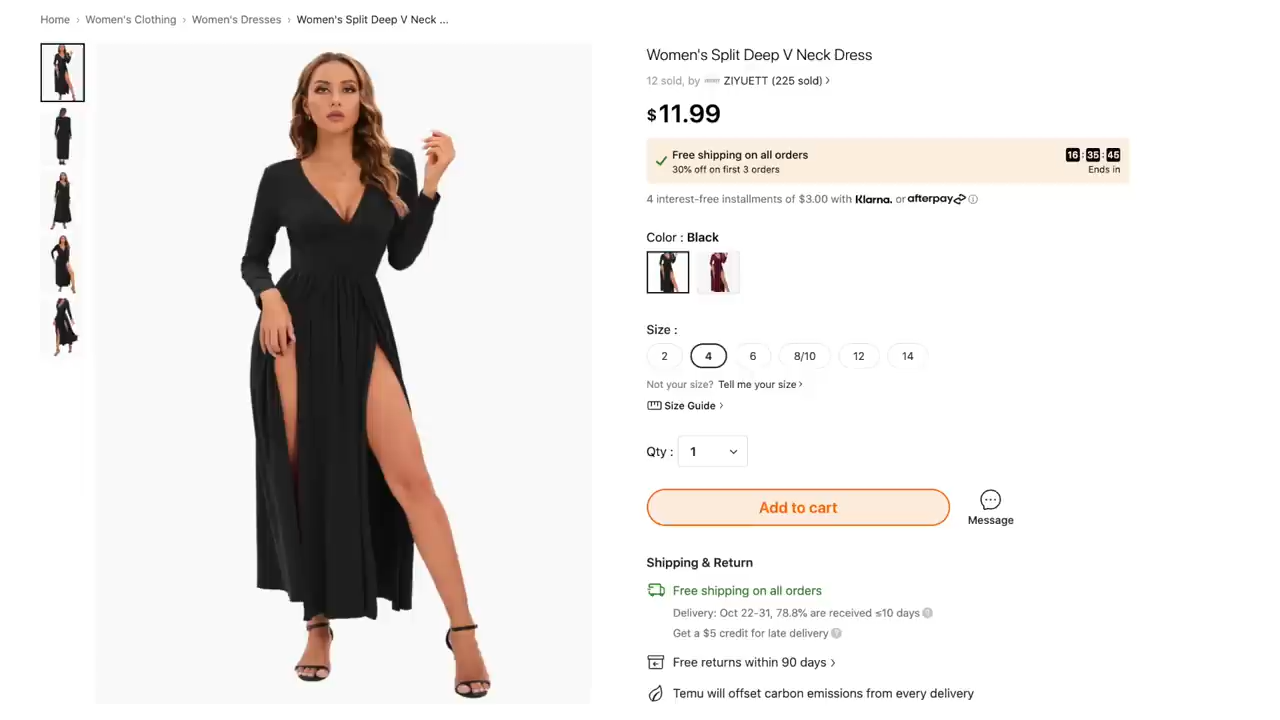 Home › Women's Clothing › Women's Dresses › Women's Split Deep V Neck ...
Women's Split Deep V Neck Dress
12 sold, by ZIYUETT (225 sold) ›
$11.99
Free shipping on all orders
30% off on first 3 orders
16 : 35 : 45
Ends in
4 interest-free installments of $3.00 with Klarna. or afterpay
Color : Black
Size :
2 4 6 8/10 12 14
Not your size? Tell me your size ›
Size Guide ›
Qty : 1
Add to cart
Message
Shipping & Return
Free shipping on all orders
Delivery: Oct 22-31, 78.8% are received ≤10 days
Get a $5 credit for late delivery
Free returns within 90 days ›
Temu will offset carbon emissions from every delivery